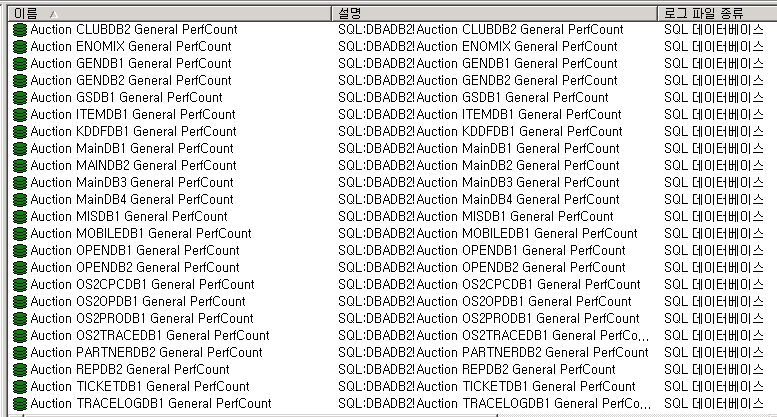 이름 설명 로그 파일 종류
Auction CLUBDB2 General PerfCount SQL:DBADB2!Auction CLUBDB2 General PerfCount SQL 데이터베이스
Auction ENOMIX General PerfCount SQL:DBADB2!Auction ENOMIX General PerfCount SQL 데이터베이스
Auction GENDB1 General PerfCount SQL:DBADB2!Auction GENDB1 General PerfCount SQL 데이터베이스
Auction GENDB2 General PerfCount SQL:DBADB2!Auction GENDB2 General PerfCount SQL 데이터베이스
Auction GSDB1 General PerfCount SQL:DBADB2!Auction GSDB1 General PerfCount SQL 데이터베이스
Auction ITEMDB1 General PerfCount SQL:DBADB2!Auction ITEMDB1 General PerfCount SQL 데이터베이스
Auction KDDFDB1 General PerfCount SQL:DBADB2!Auction KDDFDB1 General PerfCount SQL 데이터베이스
Auction MainDB1 General PerfCount SQL:DBADB2!Auction MainDB1 General PerfCount SQL 데이터베이스
Auction MAINDB2 General PerfCount SQL:DBADB2!Auction MainDB2 General PerfCount SQL 데이터베이스
Auction MainDB3 General PerfCount SQL:DBADB2!Auction MainDB3 General PerfCount SQL 데이터베이스
Auction MainDB4 General PerfCount SQL:DBADB2!Auction MainDB4 General PerfCount SQL 데이터베이스
Auction MISDB1 General PerfCount SQL:DBADB2!Auction MISDB1 General PerfCount SQL 데이터베이스
Auction MOBILEDB1 General PerfCount SQL:DBADB2!Auction MOBILEDB1 General PerfCount SQL 데이터베이스
Auction OPENDB1 General PerfCount SQL:DBADB2!Auction OPENDB1 General PerfCount SQL 데이터베이스
Auction OPENDB2 General PerfCount SQL:DBADB2!Auction OPENDB2 General PerfCount SQL 데이터베이스
Auction OS2CPCDB1 General PerfCount SQL:DBADB2!Auction OS2CPCDB1 General PerfCount SQL 데이터베이스
Auction OS2OPDB1 General PerfCount SQL:DBADB2!Auction OS2OPDB1 General PerfCount SQL 데이터베이스
Auction OS2PRODB1 General PerfCount SQL:DBADB2!Auction OS2PRODB1 General PerfCount SQL 데이터베이스
Auction OS2TRACEDB1 General PerfCount SQL:DBADB2!Auction OS2TRACEDB1 General PerfCo... SQL 데이터베이스
Auction PARTNERDB2 General PerfCount SQL:DBADB2!Auction PARTNERDB2 General PerfCount SQL 데이터베이스
Auction REPDB2 General PerfCount SQL:DBADB2!Auction REPDB2 General PerfCount SQL 데이터베이스
Auction TICKETDB1 General PerfCount SQL:DBADB2!Auction TICKETDB1 General PerfCount SQL 데이터베이스
Auction TRACELOGDB1 General PerfCount SQL:DBADB2!Auction TRACELOGDB1 General PerfCo... SQL 데이터베이스